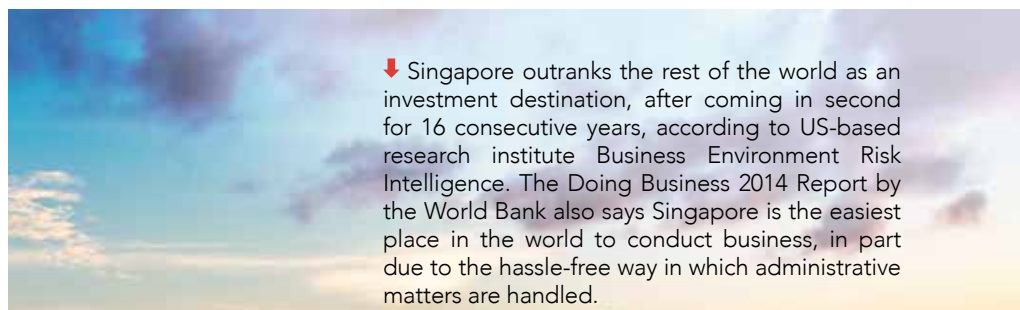 Singapore outranks the rest of the world as an
investment destination, after coming in second
for 16 consecutive years, according to US-based
research institute Business Environment Risk
Intelligence. The Doing Business 2014 Report by
the World Bank also says Singapore is the easiest
place in the world to conduct business, in part
due to the hassle-free way in which administrative
matters are handled.